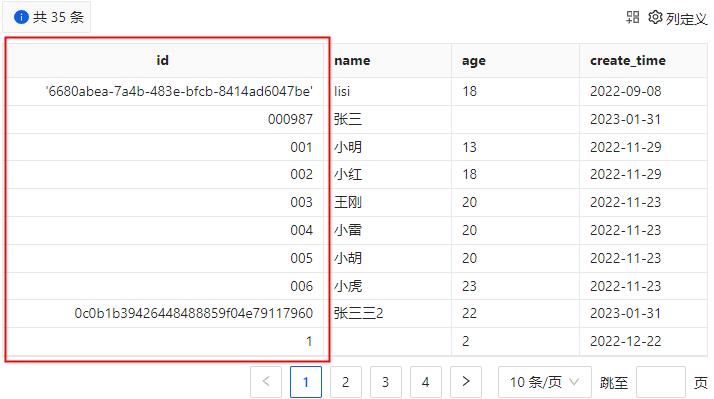 共 35 条 列定义
id name age create_time
'6680abea-7a4b-483e-bfcb-8414ad6047be' lisi 18 2022-09-08
000987 张三 2023-01-31
001 小明 13 2022-11-29
002 小红 18 2022-11-29
003 王刚 20 2022-11-23
004 小雷 20 2022-11-23
005 小胡 20 2022-11-23
006 小虎 23 2022-11-23
0c0b1b39426448488859f04e79117960 张三三2 22 2023-01-31
1 2 2022-12-22
< 1 2 3 4 > 10 条/页 跳至 页